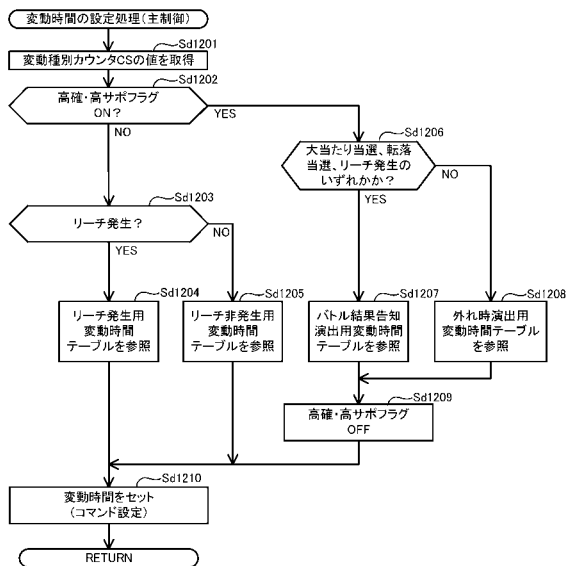 変動時間の設定処理(主制御)
Sd1201
変動種別カウンタCSの値を取得
Sd1202
高確・高サポフラグ
ON？
YES
NO
Sd1206
大当たり当選、転落
当選、リーチ発生の
いずれかか？
NO
YES
Sd1203
リーチ発生？
NO
YES
Sd1204
リーチ発生用
変動時間
テーブルを参照
Sd1205
リーチ非発生用
変動時間
テーブルを参照
Sd1207
バトル結果告知
演出用変動時間
テーブルを参照
Sd1208
外れ時演出用
変動時間テーブル
を参照
Sd1209
高確・高サポフラグ
OFF
Sd1210
変動時間をセット
(コマンド設定)
RETURN